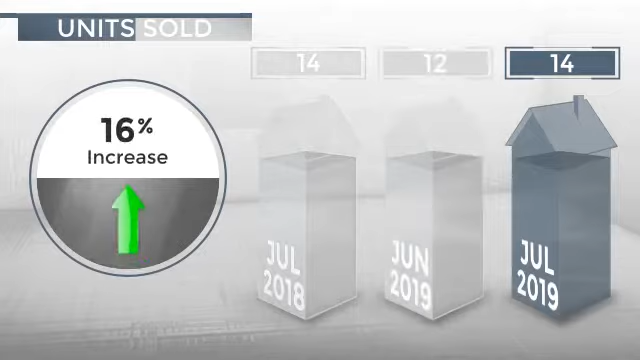 UNITS SOLD
14
12
14
16%
Increase
JUL
2018
JUN
2019
JUL
2019